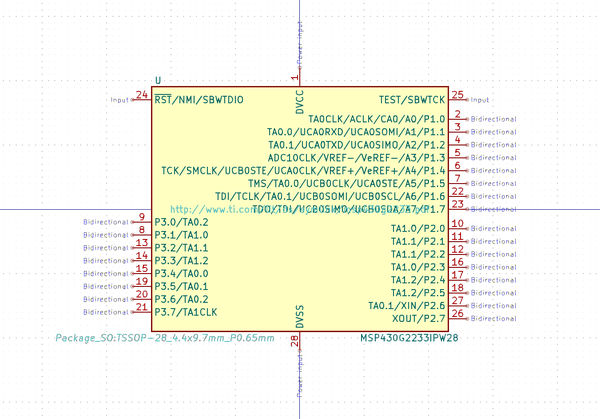 Power input
U
1
24
25
Input
RST/NMI/SBWTDIO
DVCC
TEST/SBWTCK
Input
TA0CLK/ACLK/CA0/A0/P1.0
2
Bidirectional
TA0.0/UCA0RXD/UCA0SOMI/A1/P1.1
3
Bidirectional
TA0.1/UCA0TXD/UCA0SIMO/A2/P1.2
4
Bidirectional
ADC10CLK/VREF-/VeREF-/A3/P1.3
5
Bidirectional
TCK/SMCLK/UCB0STE/UCA0CLK/VREF+/VeREF+/A4/P1.4
6
Bidirectional
TMS/TA0.0/UCB0CLK/UCA0STE/A5/P1.5
7
Bidirectional
TDI/TCLK/TA0.1/UCB0SOMI/UCB0SCL/A6/P1.6
22
Bidirectional
23
Bidirectional
Bidirectional
9
P3.0/TA0.2
Bidirectional
8
P3.1/TA1.0
Bidirectional
13
P3.2/TA1.1
Bidirectional
14
P3.3/TA1.2
Bidirectional
15
P3.4/TA0.0
Bidirectional
19
P3.5/TA0.1
Bidirectional
20
P3.6/TA0.2
Bidirectional
21
P3.7/TA1CLK
TA1.0/P2.0
10
Bidirectional
TA1.1/P2.1
11
Bidirectional
TA1.1/P2.2
12
Bidirectional
TA1.0/P2.3
16
Bidirectional
TA1.2/P2.4
17
Bidirectional
TA1.2/P2.5
18
Bidirectional
TA0.1/XIN/P2.6
27
Bidirectional
XOUT/P2.7
26
Bidirectional
DVSS
28
Package_SO:TSSOP-28_4.4x9.7mm_P0.65mm
MSP430G2233IPW28
Power input